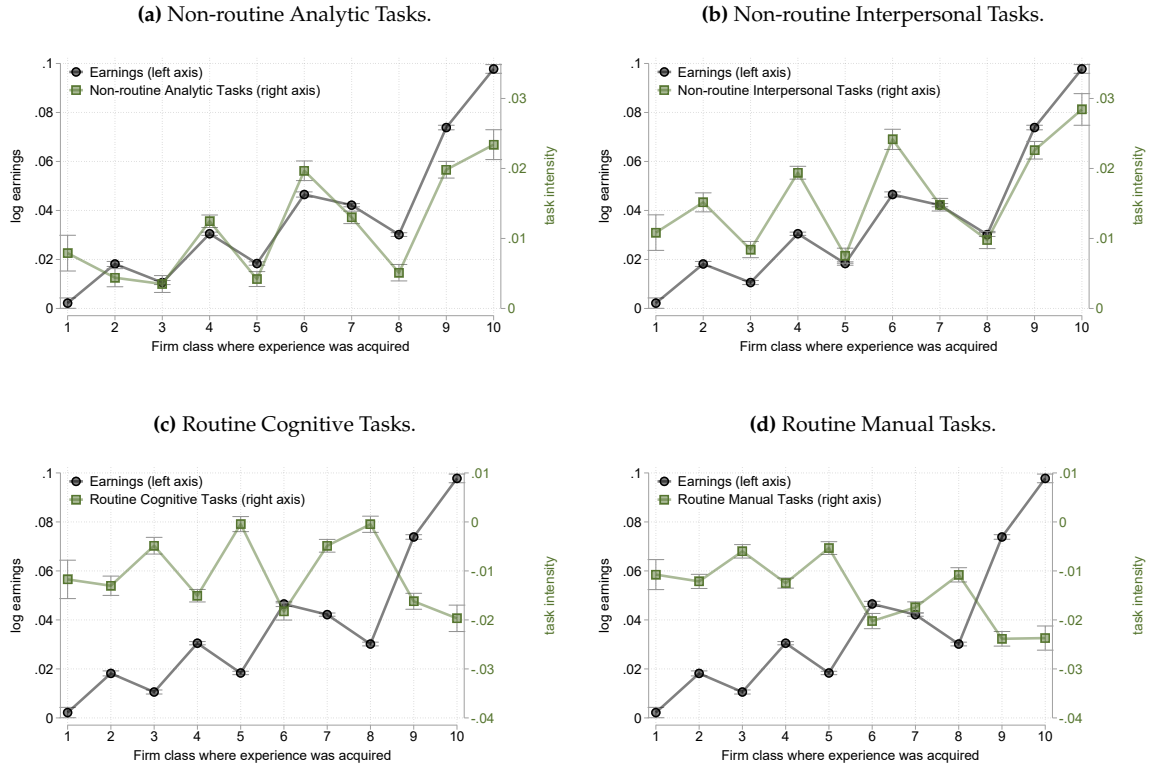 (a) Non-routine Analytic Tasks.
Earnings (left axis)
Non-routine Analytic Tasks (right axis)
log earnings
.1
.08
.06
.04
.02
0
.03
.02
.01
0
task intensity
1 2 3 4 5 6 7 8 9 10
Firm class where experience was acquired
(b) Non-routine Interpersonal Tasks.
Earnings (left axis)
Non-routine Interpersonal Tasks (right axis)
log earnings
.1
.08
.06
.04
.02
0
.03
.02
.01
0
task intensity
1 2 3 4 5 6 7 8 9 10
Firm class where experience was acquired
(c) Routine Cognitive Tasks.
Earnings (left axis)
Routine Cognitive Tasks (right axis)
log earnings
.1
.08
.06
.04
.02
0
.01
0
-.01
-.02
-.03
-.04
task intensity
1 2 3 4 5 6 7 8 9 10
Firm class where experience was acquired
(d) Routine Manual Tasks.
Earnings (left axis)
Routine Manual Tasks (right axis)
log earnings
.1
.08
.06
.04
.02
0
.01
0
-.01
-.02
-.03
-.04
task intensity
1 2 3 4 5 6 7 8 9 10
Firm class where experience was acquired